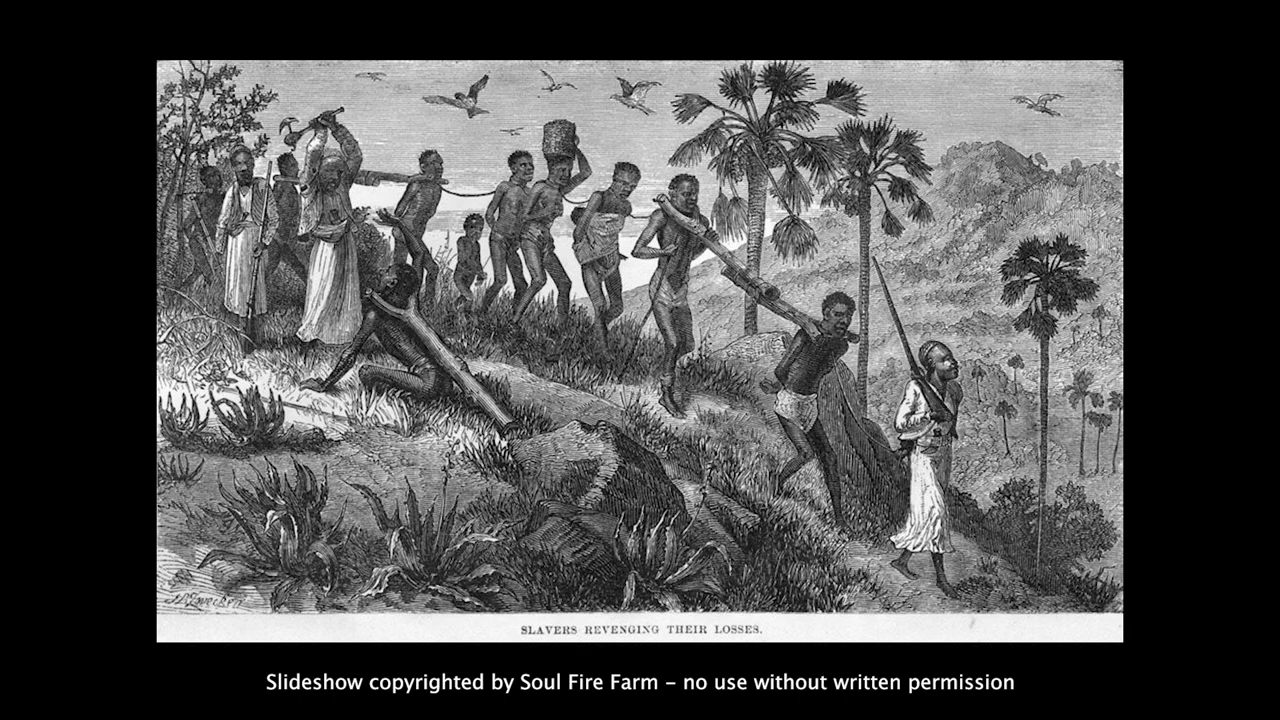 SLAVERS REVENGING THEIR LOSSES.
Slideshow copyrighted by Soul Fire Farm – no use without written permission